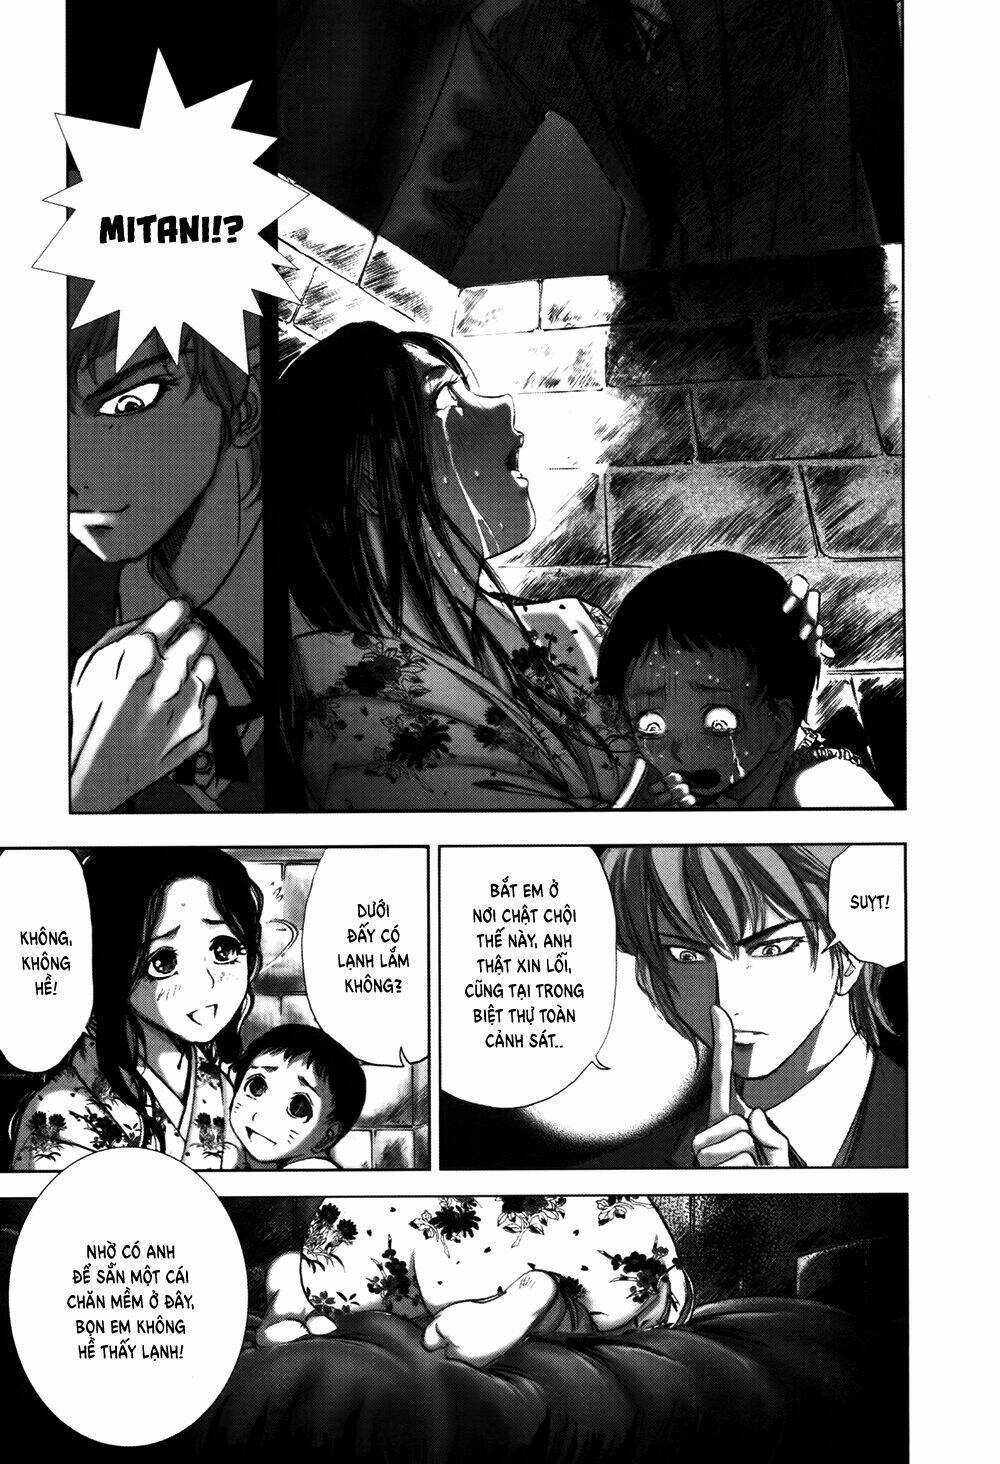 MITANI!?
SUỴT!
BẮT EM Ở
NƠI CHẬT CHỘI
THẾ NÀY, ANH
THẬT XIN LỖI,
CŨNG TẠI TRONG
BIỆT THỰ TOÀN
CẢNH SÁT..
DƯỚI
ĐẤY CÓ
LẠNH LẮM
KHÔNG?
KHÔNG,
KHÔNG
HỀ!
NHỜ CÓ ANH
ĐỂ SẴN MỘT CÁI
CHĂN MỀM Ở ĐÂY,
BỌN EM KHÔNG
HỀ THẤY LẠNH!